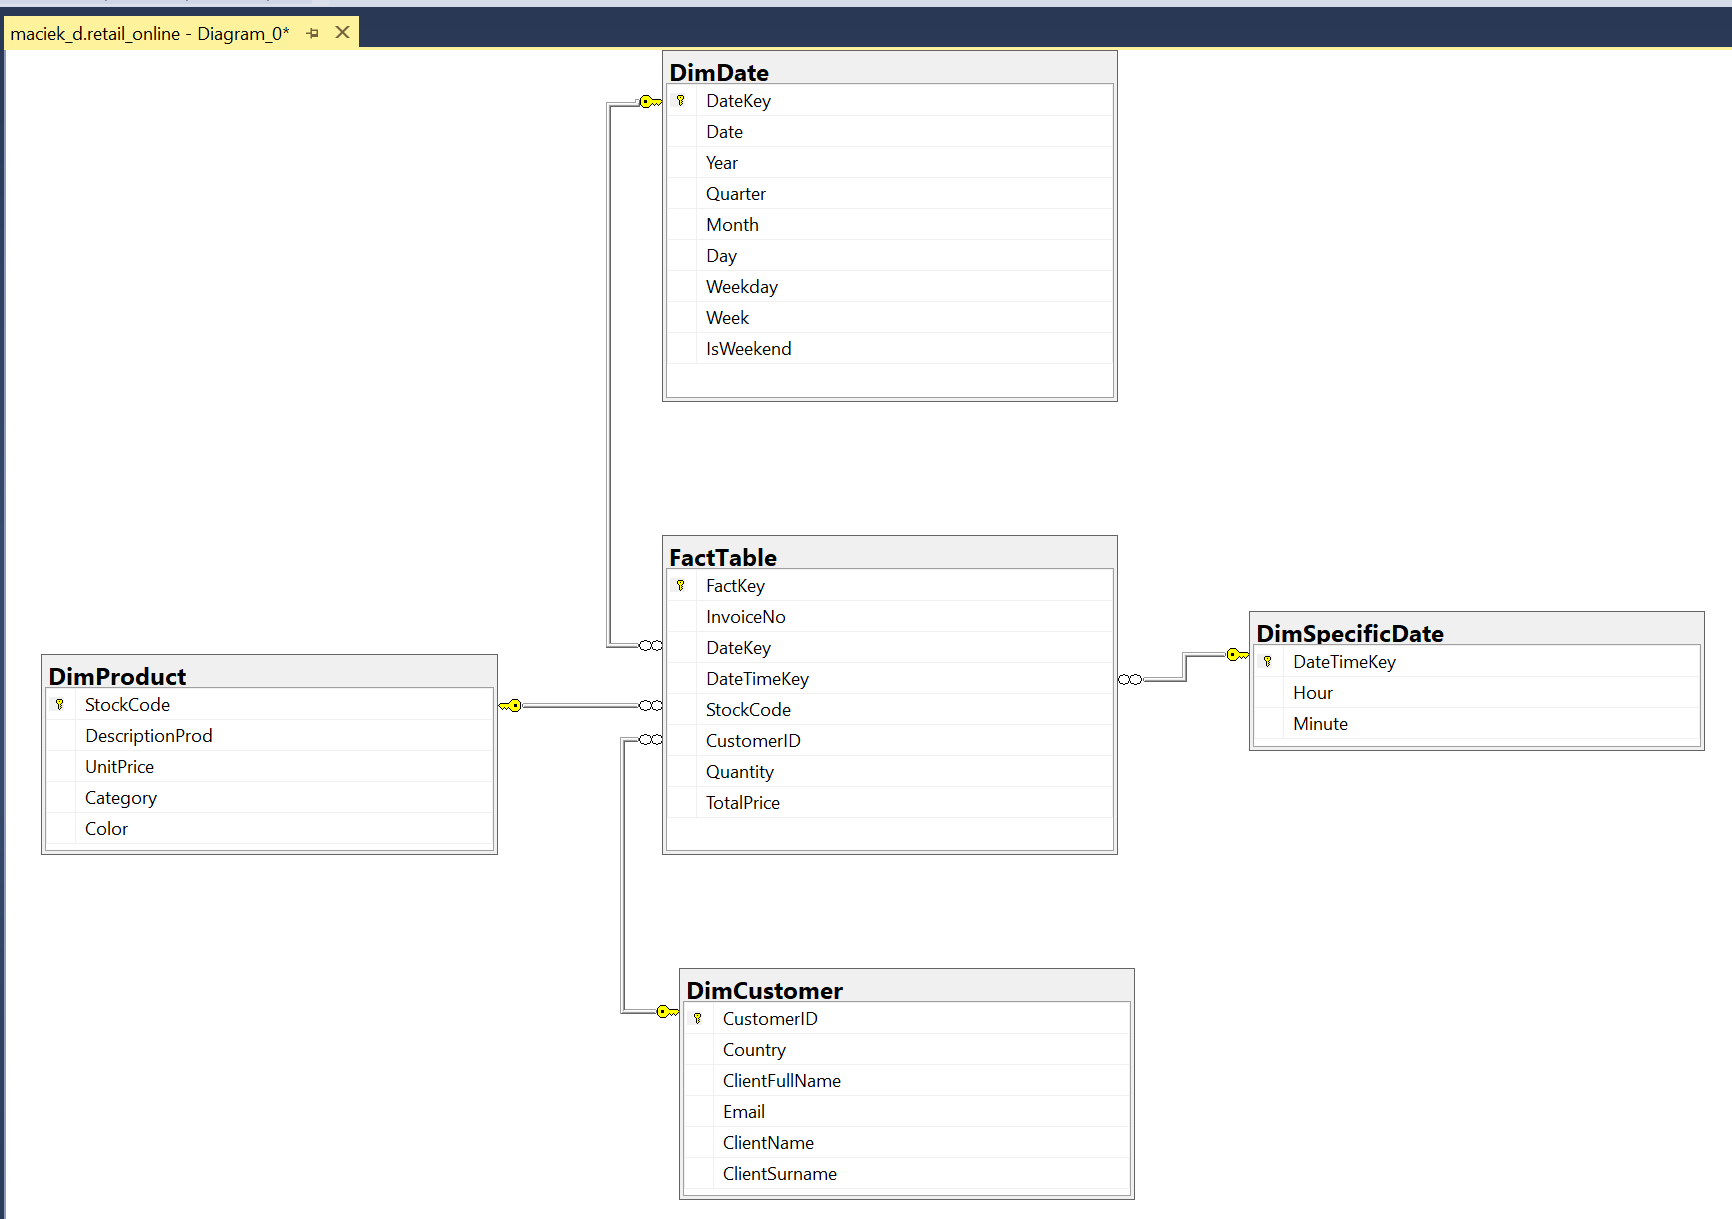 maciek_d.retail_online - Diagram_0*
DimDate
DateKey
Date
Year
Quarter
Month
Day
Weekday
Week
IsWeekend
FactTable
FactKey
InvoiceNo
DateKey
DateTimeKey
StockCode
CustomerID
Quantity
TotalPrice
DimSpecificDate
DateTimeKey
Hour
Minute
DimProduct
StockCode
DescriptionProd
UnitPrice
Category
Color
DimCustomer
CustomerID
Country
ClientFullName
Email
ClientName
ClientSurname